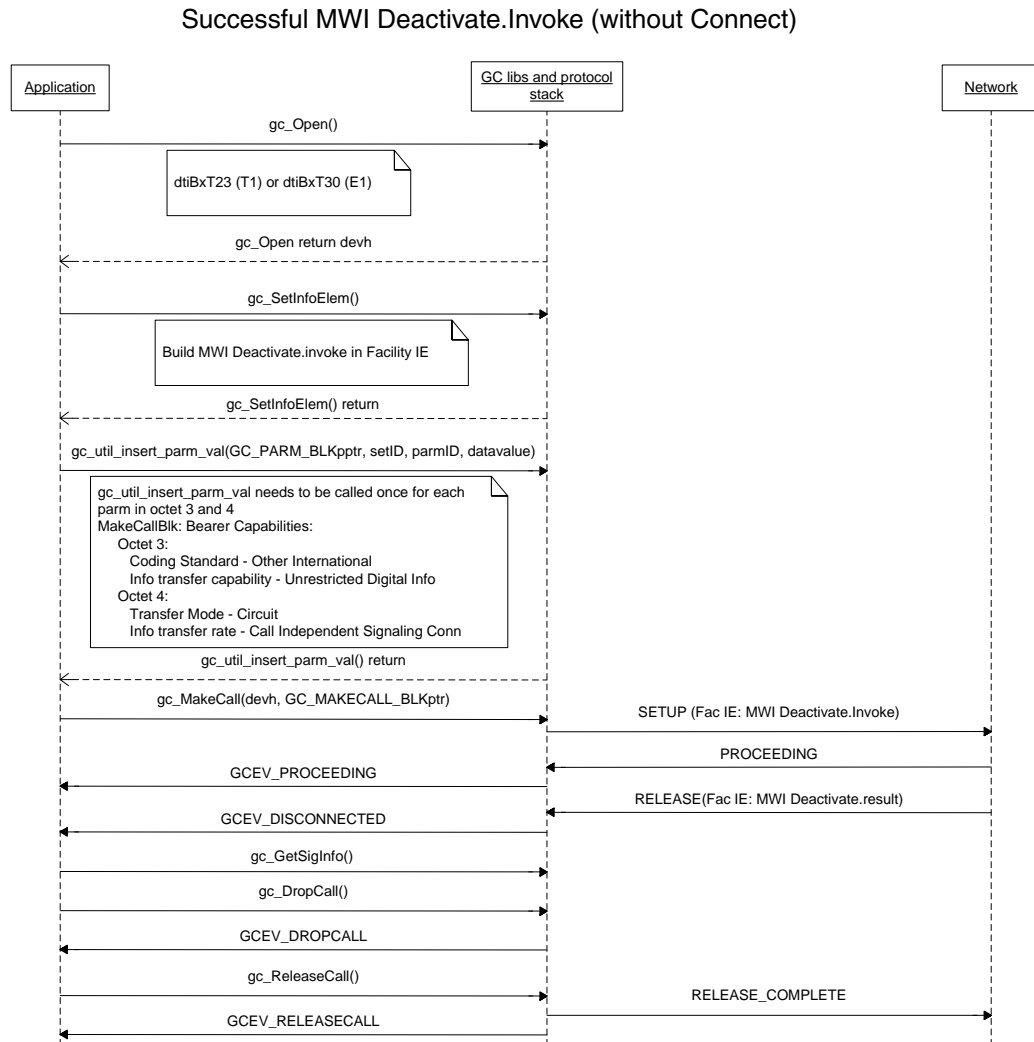 Successful MWI Deactivate.Invoke (without Connect)
Application
GC libs and protocol
stack
Network
gc_Open()
dtiBxT23 (T1) or dtiBxT30 (E1)
gc_Open return devh
gc_SetInfoElem()
Build MWI Deactivate.invoke in Facility IE
gc_SetInfoElem() return
gc_util_insert_parm_val(GC_PARM_BLKpptr, setID, parmID, datavalue)
gc_util_insert_parm_val needs to be called once for each
parm in octet 3 and 4
MakeCallBlk: Bearer Capabilities:
Octet 3:
Coding Standard - Other International
Info transfer capability - Unrestricted Digital Info
Octet 4:
Transfer Mode - Circuit
Info transfer rate - Call Independent Signaling Conn
gc_util_insert_parm_val() return
gc_MakeCall(devh, GC_MAKECALL_BLKptr)
SETUP (Fac IE: MWI Deactivate.Invoke)
PROCEEDING
GCEV_PROCEEDING
RELEASE(Fac IE: MWI Deactivate.result)
GCEV_DISCONNECTED
gc_GetSigInfo()
gc_DropCall()
GCEV_DROPCALL
gc_ReleaseCall()
RELEASE_COMPLETE
GCEV_RELEASECALL